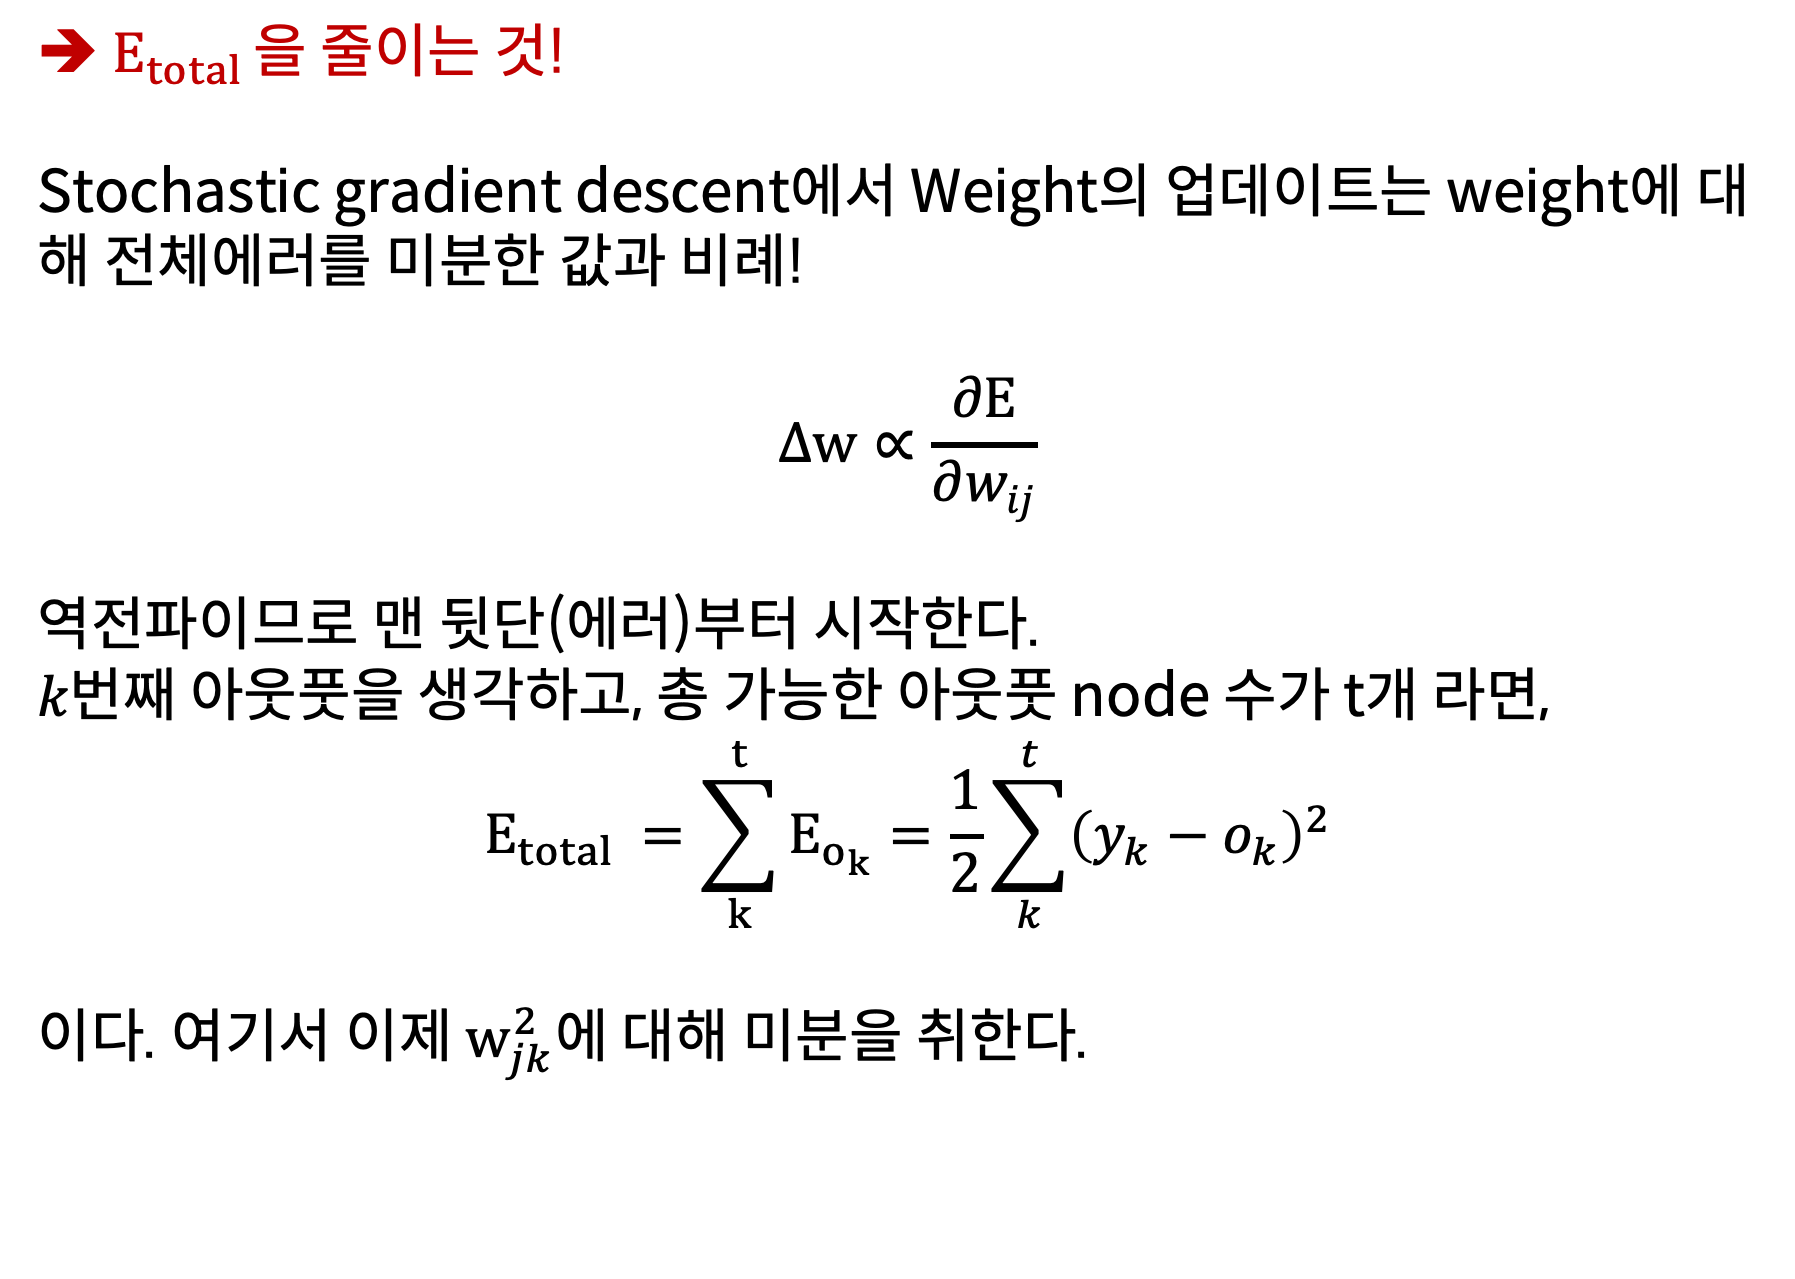 ➔ E_total 을 줄이는 것!
Stochastic gradient descent에서 Weight의 업데이트는 weight에 대
해 전체에러를 미분한 값과 비례!
Δw ∝ ∂E / ∂w_ij
역전파이므로 맨 뒷단(에러)부터 시작한다.
k번째 아웃풋을 생각하고, 총 가능한 아웃풋 node 수가 t개 라면,
E_total = ∑_k^t E_{o_k} = 1/2 ∑_k^t (y_k − o_k)²
이다. 여기서 이제 w_jk^2에 대해 미분을 취한다.